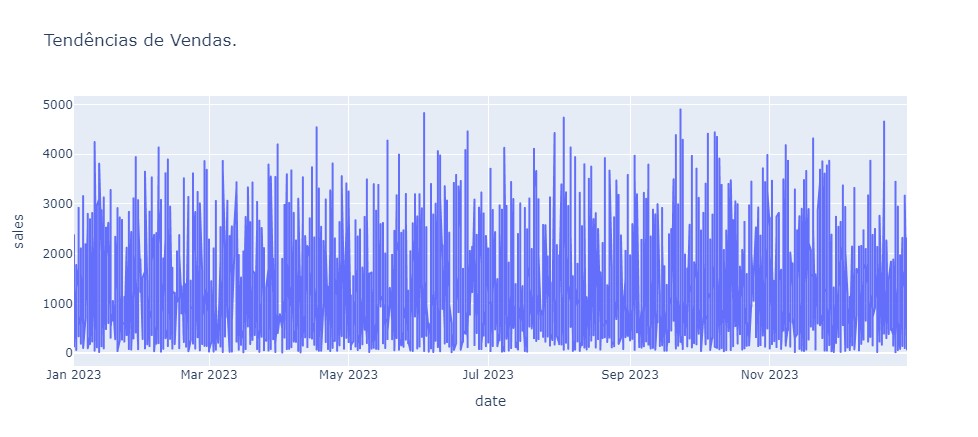 Tendências de Vendas.
5000
4000
3000
2000
1000
0
sales
Jan 2023 Mar 2023 May 2023 Jul 2023 Sep 2023 Nov 2023
date